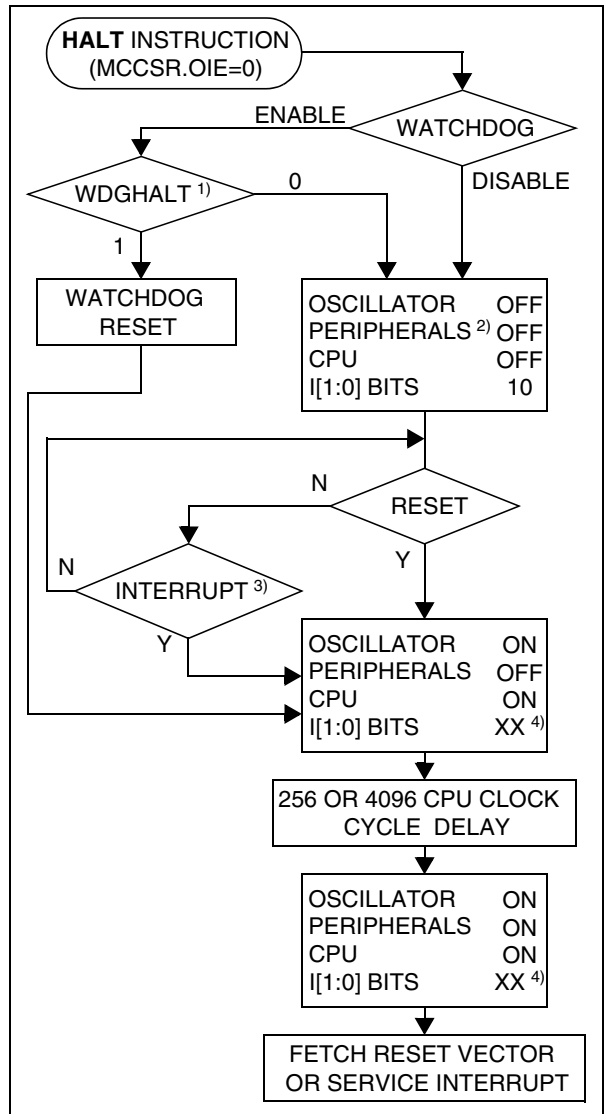 HALT INSTRUCTION
(MCCSR.OIE=0)
ENABLE
WATCHDOG
WDGHALT 1)
0
DISABLE
1
WATCHDOG
RESET
OSCILLATOR OFF
PERIPHERALS 2) OFF
CPU OFF
I[1:0] BITS 10
N
RESET
N
Y
INTERRUPT 3)
Y
OSCILLATOR ON
PERIPHERALS OFF
CPU ON
I[1:0] BITS XX 4)
256 OR 4096 CPU CLOCK
CYCLE DELAY
OSCILLATOR ON
PERIPHERALS ON
CPU ON
I[1:0] BITS XX 4)
FETCH RESET VECTOR
OR SERVICE INTERRUPT